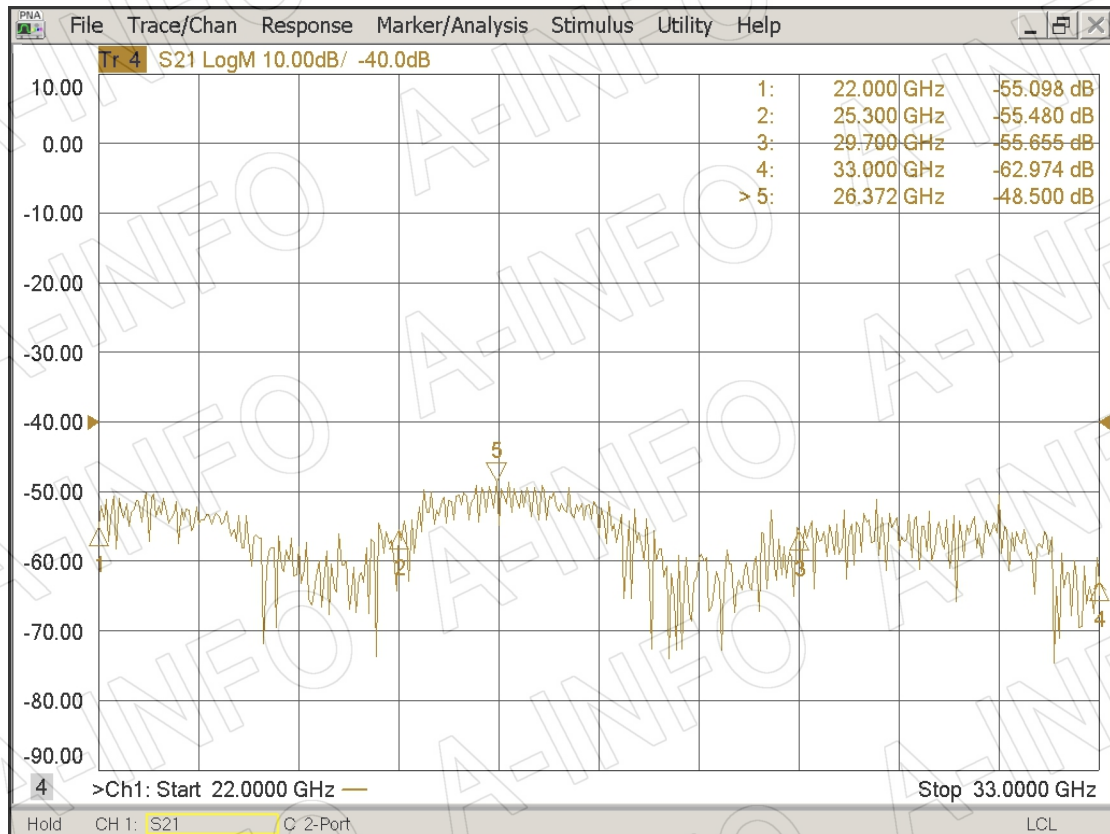 PNA File Trace/Chan Response Marker/Analysis Stimulus Utility Help
Tr 4 S21 LogM 10.00dB/ -40.0dB
1: 22.000 GHz -55.098 dB
2: 25.300 GHz -55.480 dB
3: 29.700 GHz -55.655 dB
4: 33.000 GHz -62.974 dB
> 5: 26.372 GHz -48.500 dB
10.00
0.00
-10.00
-20.00
-30.00
-40.00
-50.00
-60.00
-70.00
-80.00
-90.00
5
1
2
3
4
4 >Ch1: Start 22.0000 GHz Stop 33.0000 GHz
Hold CH 1: S21 C 2-Port LCL
A-INFO